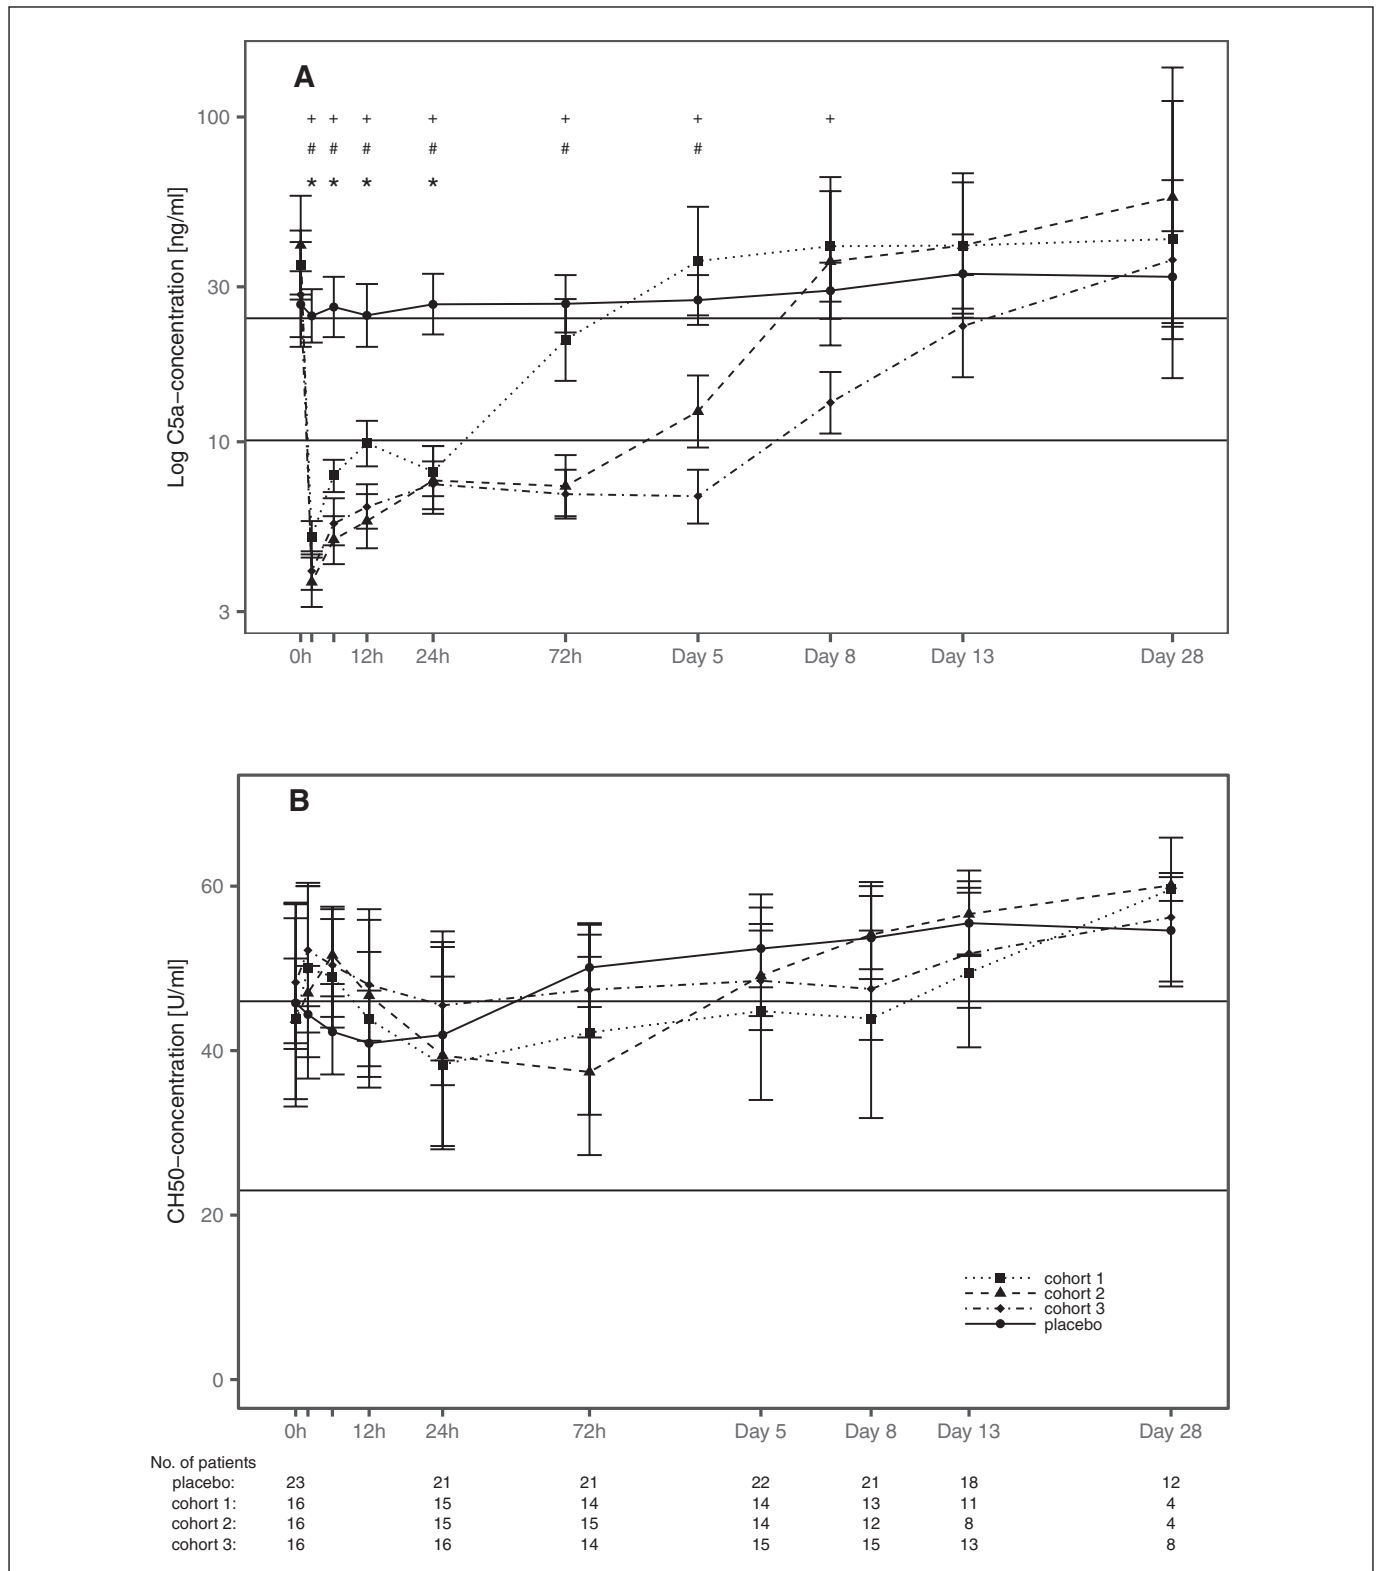 A
100
+ + + + + + +
# # # # # #
* * * *
30
10
3
Log C5a–concentration [ng/ml]
0h 12h 24h 72h Day 5 Day 8 Day 13 Day 28
B
60
40
20
0
CH50–concentration [U/ml]
cohort 1
cohort 2
cohort 3
placebo
0h 12h 24h 72h Day 5 Day 8 Day 13 Day 28
No. of patients
placebo: 23 21 21 22 21 18 12
cohort 1: 16 15 14 14 13 11 4
cohort 2: 16 15 15 14 12 8 4
cohort 3: 16 16 14 15 15 13 8